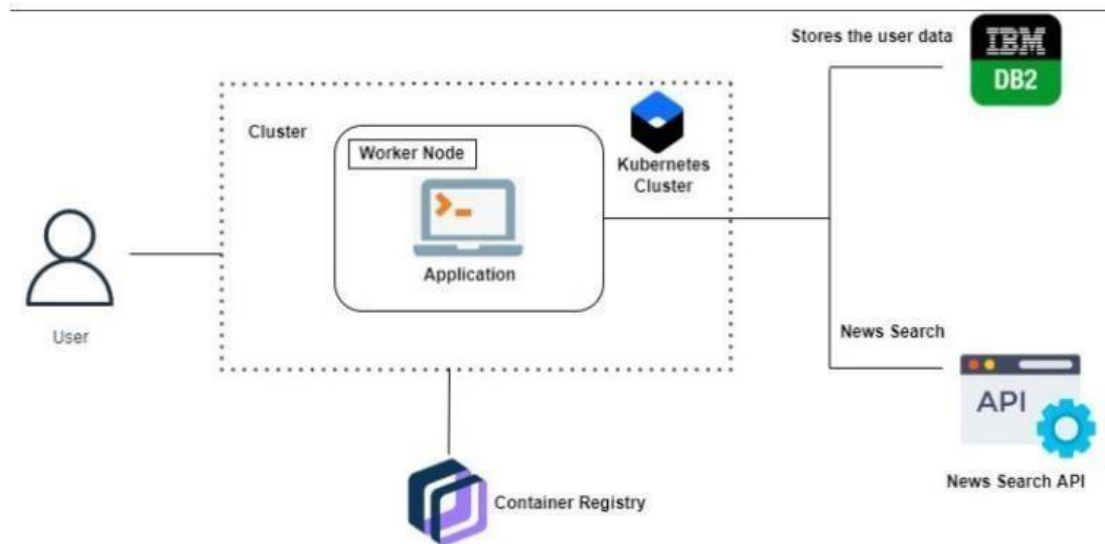 Stores the user data
IBM
DB2
Cluster
Worker Node
Kubernetes
Cluster
Application
User
News Search
API
News Search API
Container Registry